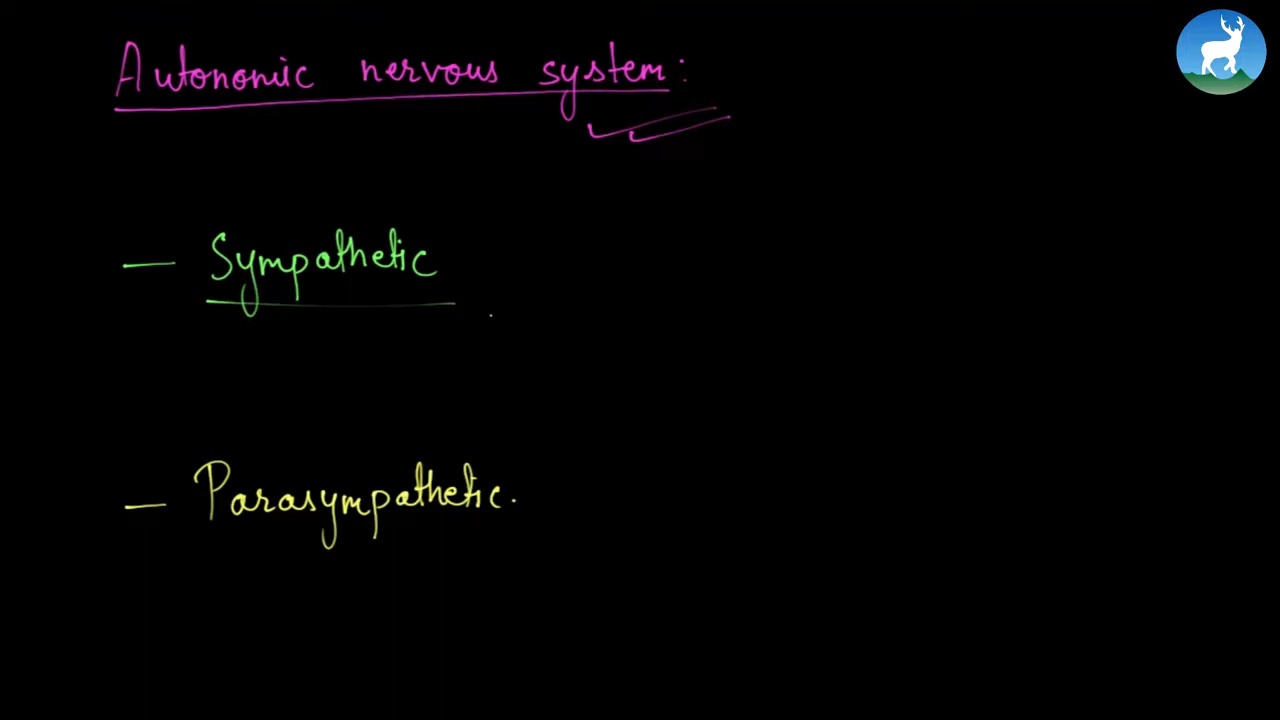 Autonomic nervous system:
— Sympathetic
— Parasympathetic.